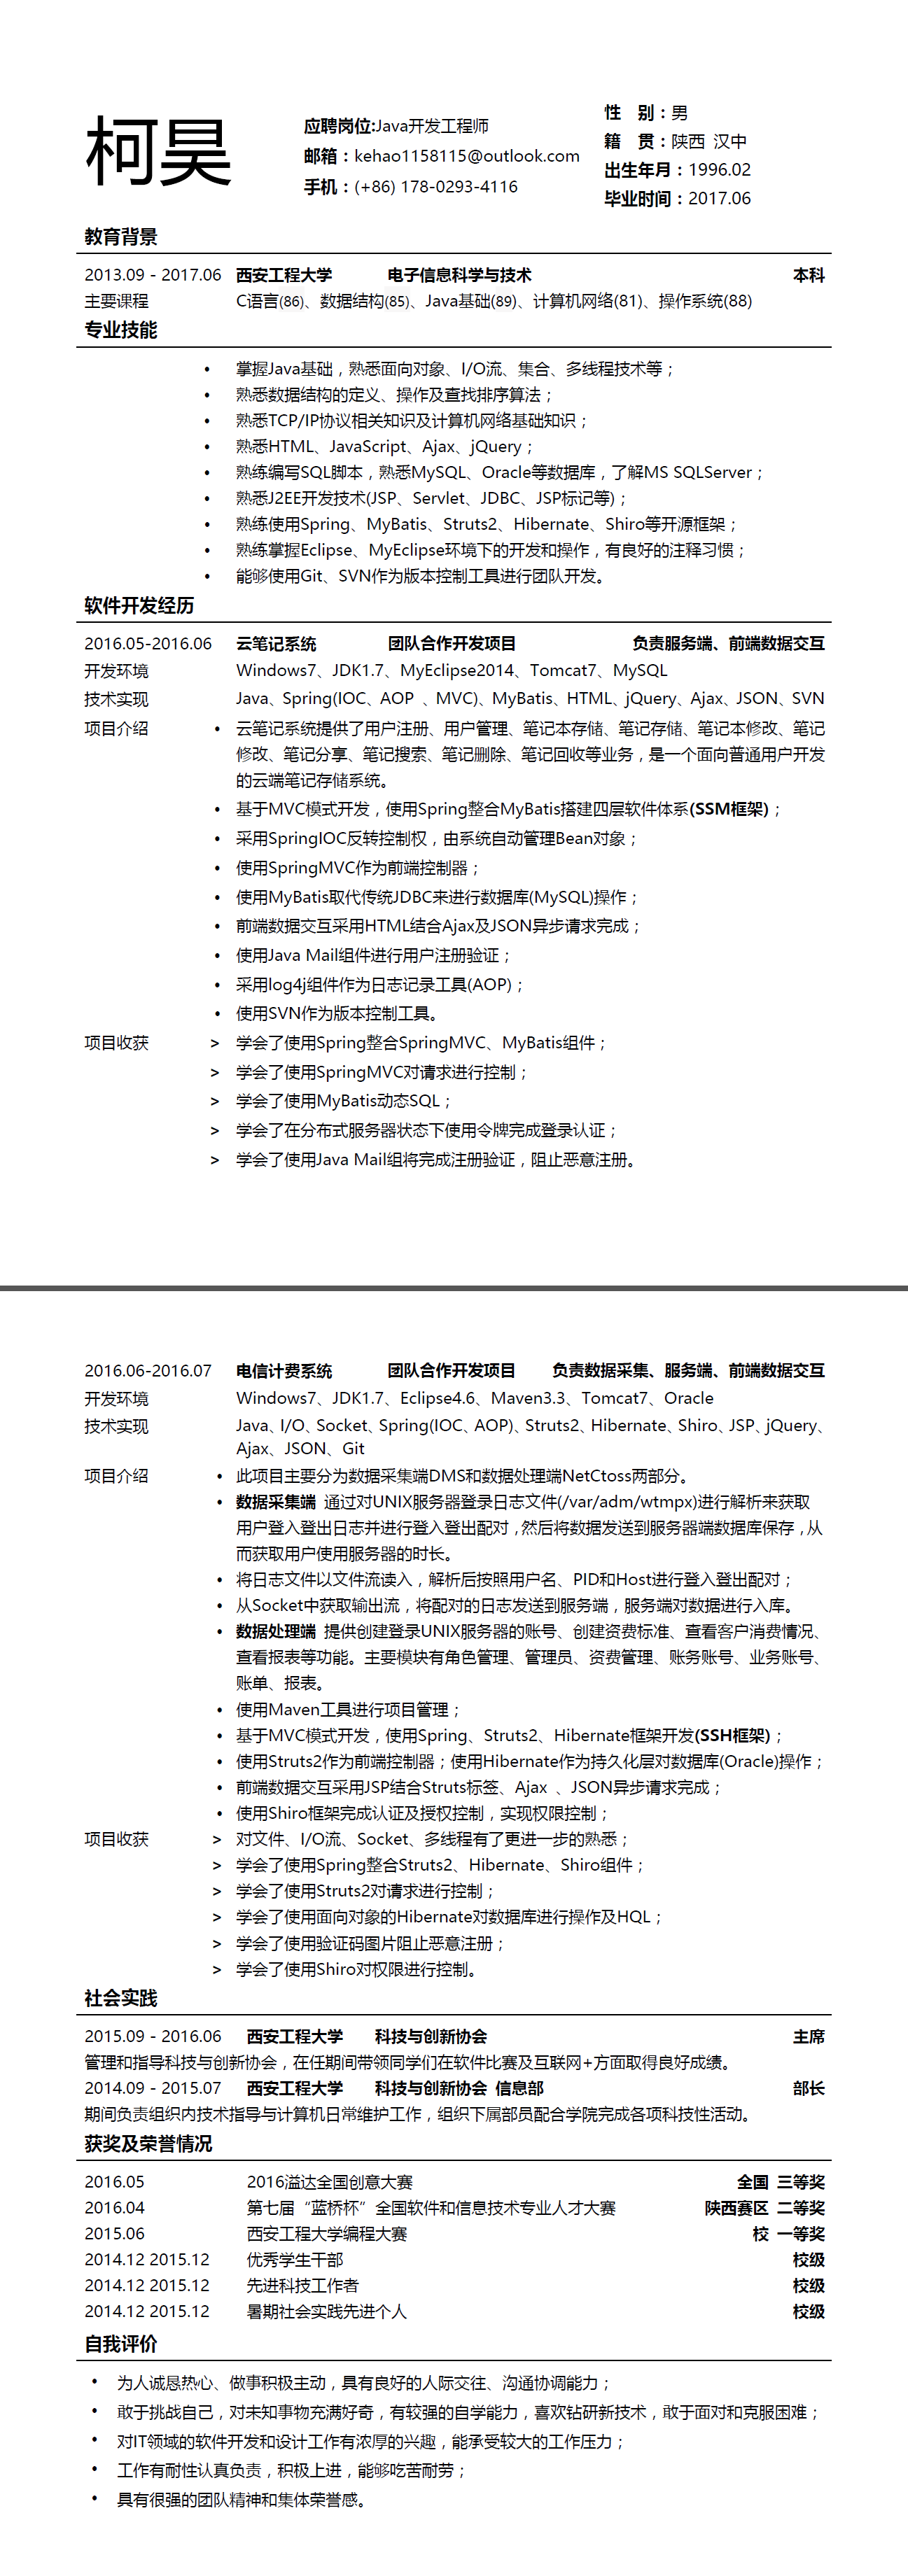 柯昊
应聘岗位:Java开发工程师
邮箱：kehao1158115@outlook.com
手机：(+86) 178-0293-4116
性　别：男
籍　贯：陕西 汉中
出生年月：1996.02
毕业时间：2017.06
教育背景
2013.09 - 2017.06 西安工程大学 电子信息科学与技术 本科
主要课程 C语言(86)、数据结构(85)、Java基础(89)、计算机网络(81)、操作系统(88)
专业技能
• 掌握Java基础，熟悉面向对象、I/O流、集合、多线程技术等；
• 熟悉数据结构的定义、操作及查找排序算法；
• 熟悉TCP/IP协议相关知识及计算机网络基础知识；
• 熟悉HTML、JavaScript、Ajax、jQuery；
• 熟练编写SQL脚本，熟悉MySQL、Oracle等数据库，了解MS SQLServer；
• 熟悉J2EE开发技术(JSP、Servlet、JDBC、JSP标记等)；
• 熟练使用Spring、MyBatis、Struts2、Hibernate、Shiro等开源框架；
• 熟练掌握Eclipse、MyEclipse环境下的开发和操作，有良好的注释习惯；
• 能够使用Git、SVN作为版本控制工具进行团队开发。
软件开发经历
2016.05-2016.06 云笔记系统 团队合作开发项目 负责服务端、前端数据交互
开发环境 Windows7、JDK1.7、MyEclipse2014、Tomcat7、MySQL
技术实现 Java、Spring(IOC、AOP 、MVC)、MyBatis、HTML、jQuery、Ajax、JSON、SVN
项目介绍 • 云笔记系统提供了用户注册、用户管理、笔记本存储、笔记存储、笔记本修改、笔记
修改、笔记分享、笔记搜索、笔记删除、笔记回收等业务，是一个面向普通用户开发
的云端笔记存储系统。
• 基于MVC模式开发，使用Spring整合MyBatis搭建四层软件体系(SSM框架)；
• 采用SpringIOC反转控制权，由系统自动管理Bean对象；
• 使用SpringMVC作为前端控制器；
• 使用MyBatis取代传统JDBC来进行数据库(MySQL)操作；
• 前端数据交互采用HTML结合Ajax及JSON异步请求完成；
• 使用Java Mail组件进行用户注册验证；
• 采用log4j组件作为日志记录工具(AOP)；
• 使用SVN作为版本控制工具。
项目收获 > 学会了使用Spring整合SpringMVC、MyBatis组件；
> 学会了使用SpringMVC对请求进行控制；
> 学会了使用MyBatis动态SQL；
> 学会了在分布式服务器状态下使用令牌完成登录认证；
> 学会了使用Java Mail组将完成注册验证，阻止恶意注册。
2016.06-2016.07 电信计费系统 团队合作开发项目 负责数据采集、服务端、前端数据交互
开发环境 Windows7、JDK1.7、Eclipse4.6、Maven3.3、Tomcat7、Oracle
技术实现 Java、I/O、Socket、Spring(IOC、AOP)、Struts2、Hibernate、Shiro、JSP、jQuery、
Ajax、JSON、Git
项目介绍 • 此项目主要分为数据采集端DMS和数据处理端NetCtoss两部分。
• 数据采集端 通过对UNIX服务器登录日志文件(/var/adm/wtmpx)进行解析来获取
用户登入登出日志并进行登入登出配对，然后将数据发送到服务器端数据库保存，从
而获取用户使用服务器的时长。
• 将日志文件以文件流读入，解析后按照用户名、PID和Host进行登入登出配对；
• 从Socket中获取输出流，将配对的日志发送到服务端，服务端对数据进行入库。
• 数据处理端 提供创建登录UNIX服务器的账号、创建资费标准、查看客户消费情况、
查看报表等功能。主要模块有角色管理、管理员、资费管理、账务账号、业务账号、
账单、报表。
• 使用Maven工具进行项目管理；
• 基于MVC模式开发，使用Spring、Struts2、Hibernate框架开发(SSH框架)；
• 使用Struts2作为前端控制器；使用Hibernate作为持久化层对数据库(Oracle)操作；
• 前端数据交互采用JSP结合Struts标签、Ajax 、JSON异步请求完成；
• 使用Shiro框架完成认证及授权控制，实现权限控制；
项目收获 > 对文件、I/O流、Socket、多线程有了更进一步的熟悉；
> 学会了使用Spring整合Struts2、Hibernate、Shiro组件；
> 学会了使用Struts2对请求进行控制；
> 学会了使用面向对象的Hibernate对数据库进行操作及HQL；
> 学会了使用验证码图片阻止恶意注册；
> 学会了使用Shiro对权限进行控制。
社会实践
2015.09 - 2016.06 西安工程大学 科技与创新协会 主席
管理和指导科技与创新协会，在任期间带领同学们在软件比赛及互联网+方面取得良好成绩。
2014.09 - 2015.07 西安工程大学 科技与创新协会 信息部 部长
期间负责组织内技术指导与计算机日常维护工作，组织下属部员配合学院完成各项科技性活动。
获奖及荣誉情况
2016.05 2016溢达全国创意大赛 全国 三等奖
2016.04 第七届“蓝桥杯”全国软件和信息技术专业人才大赛 陕西赛区 二等奖
2015.06 西安工程大学编程大赛 校 一等奖
2014.12 2015.12 优秀学生干部 校级
2014.12 2015.12 先进科技工作者 校级
2014.12 2015.12 暑期社会实践先进个人 校级
自我评价
• 为人诚恳热心、做事积极主动，具有良好的人际交往、沟通协调能力；
• 敢于挑战自己，对未知事物充满好奇，有较强的自学能力，喜欢钻研新技术，敢于面对和克服困难；
• 对IT领域的软件开发和设计工作有浓厚的兴趣，能承受较大的工作压力；
• 工作有耐性认真负责，积极上进，能够吃苦耐劳；
• 具有很强的团队精神和集体荣誉感。